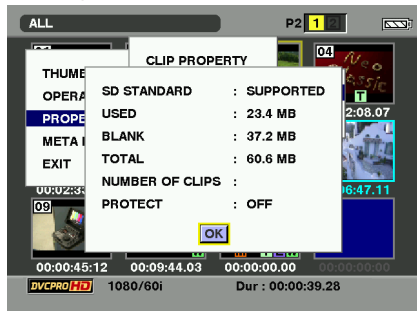 ALL P2 1 2
CLIP PROPERTY
04
THUMB
OPERA
PROPE
META
EXIT
SD STANDARD : SUPPORTED
USED : 23.4 MB
BLANK : 37.2 MB
TOTAL : 60.6 MB
NUMBER OF CLIPS :
PROTECT : OFF
OK
T
2:08.07
00:02:3
6:47.11
09
00:00:45:12 00:09:44.03 00:00:00.00 00:00:00:00
DVCPRO HD 1080/60i Dur : 00:00:39.28